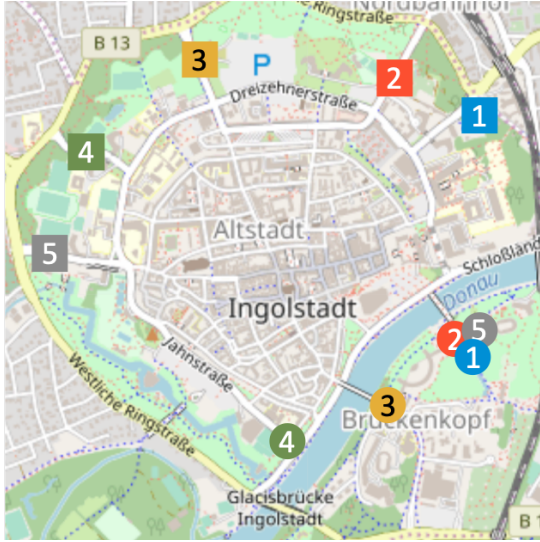 Nordbahnhof
Ringstraße
B 13
3
P
2
Dreizehnerstraße
1
4
Altstadt
5
Schloßländ
Donau
Ingolstadt
5
2
1
Jahnstraße
3
Westliche Ringstraße
Brückenkopf
4
Glacisbrücke
Ingolstadt
B 1